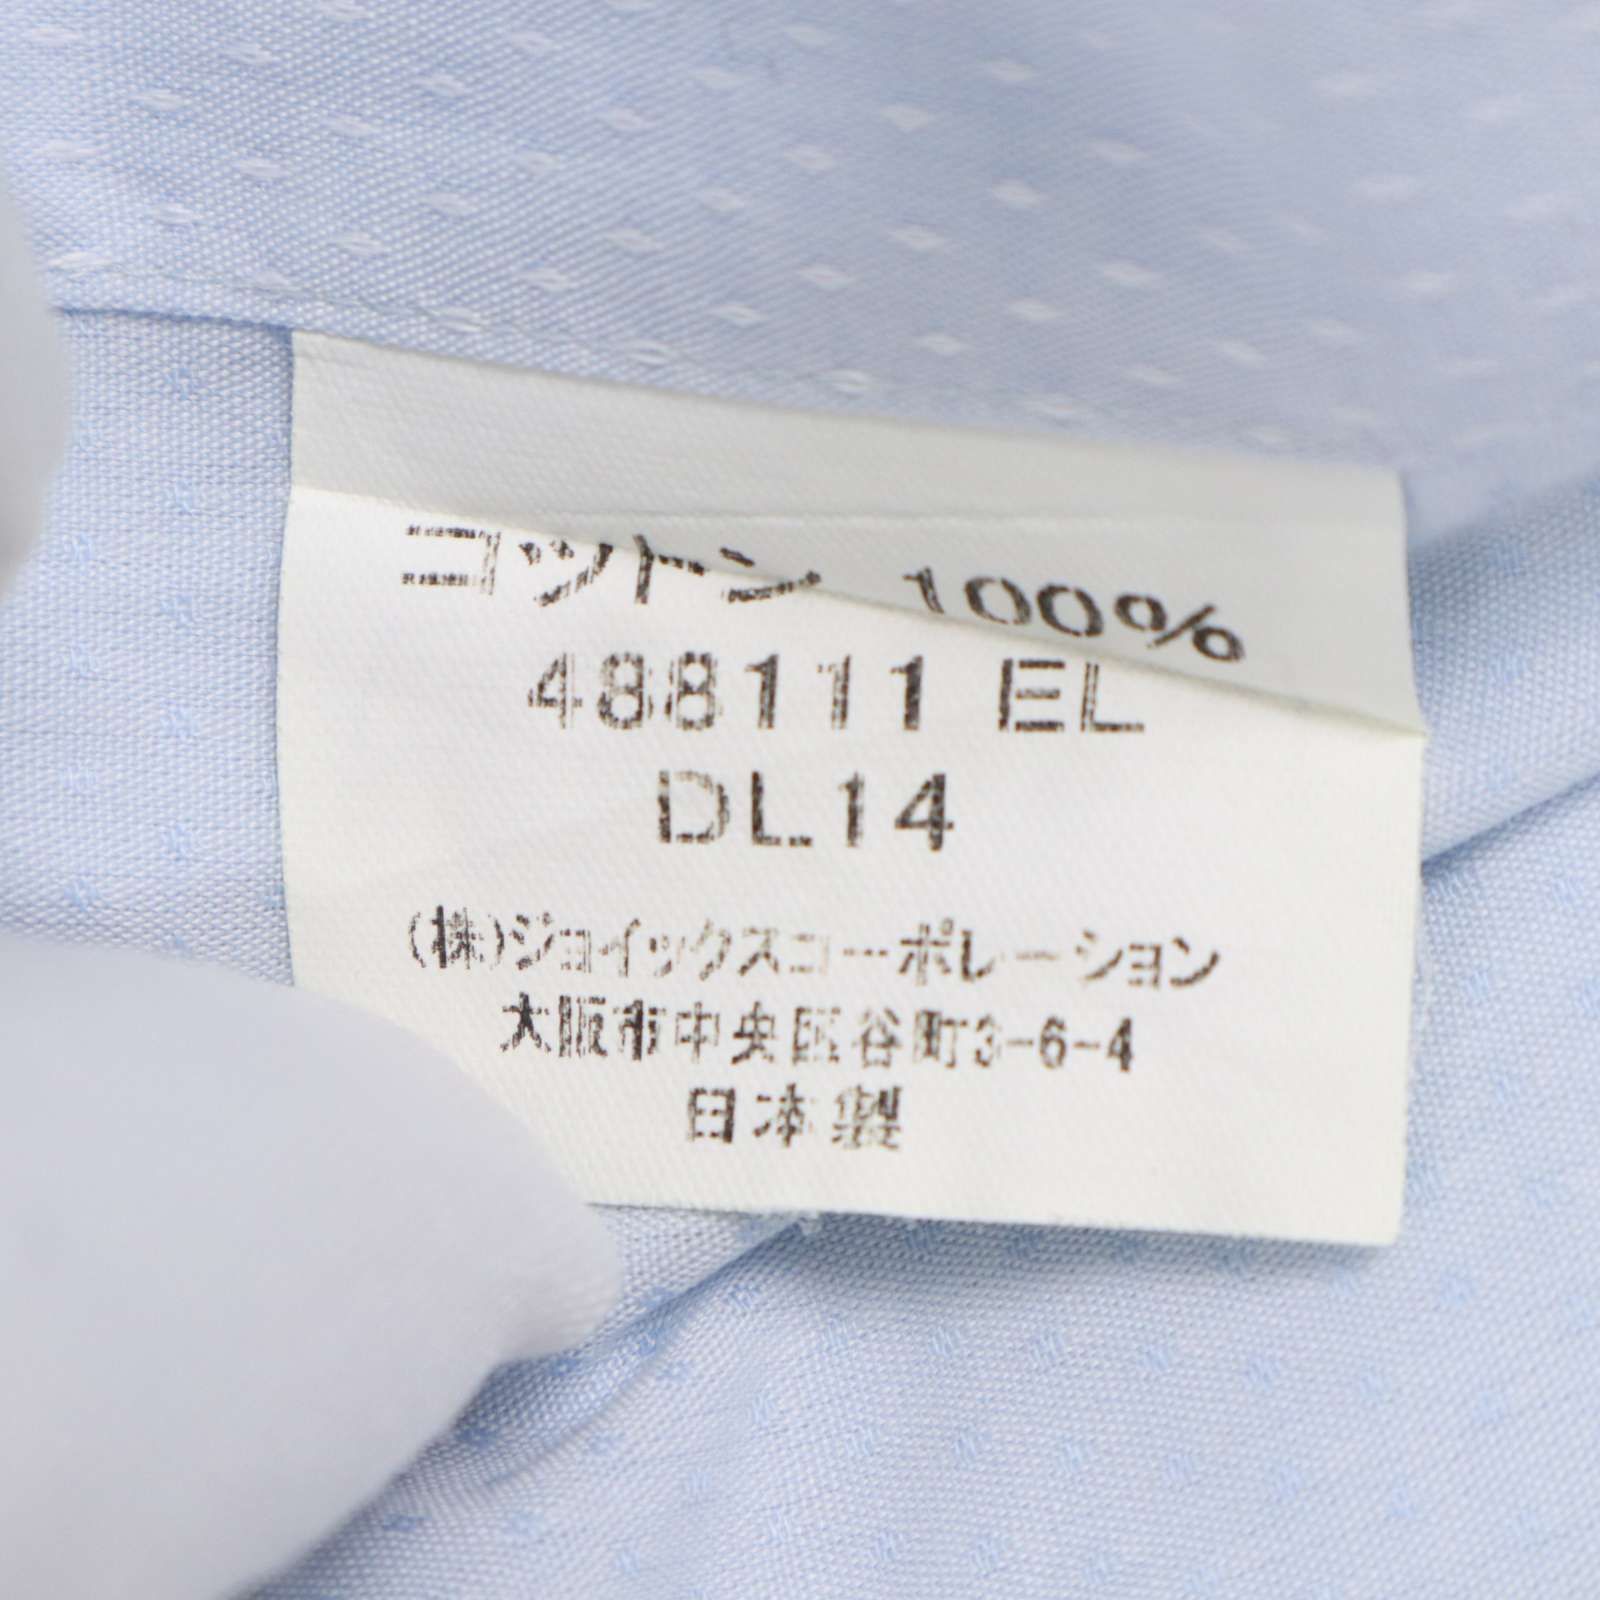 コットン 100%
488111 EL
DL14
(株)ジョイックスコーポレーション
大阪市中央区谷町3-6-4
日本製